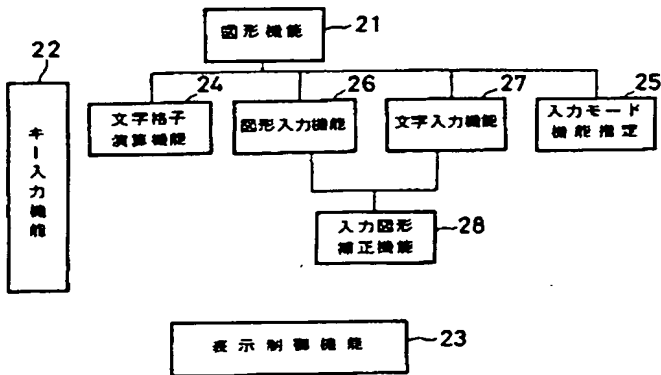 図形機能
21
22
24
26
27
25
キー入力機能
文字格子
演算機能
図形入力機能
文字入力機能
入力モード
機能指定
入力図形
補正機能
28
表示制御機能
23